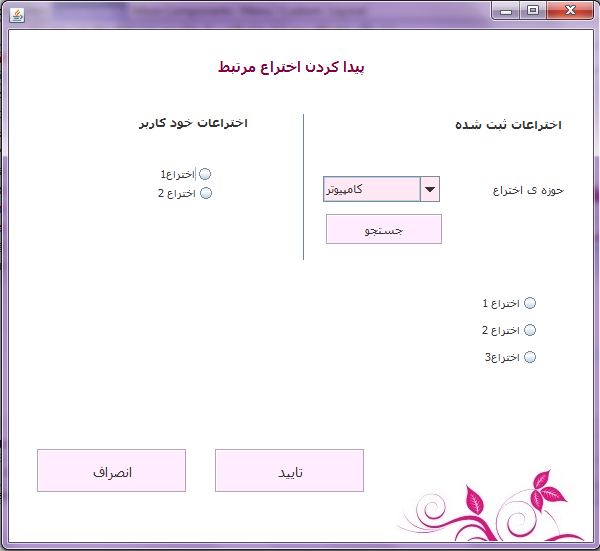 پیدا کردن اختراع مرتبط
اختراعات ثبت شده
حوزه ی اختراع
کامپیوتر
جستجو
اختراعات خود کاربر
اختراع1
اختراع 2
اختراع 1
اختراع 2
اختراع3
تایید
انصراف